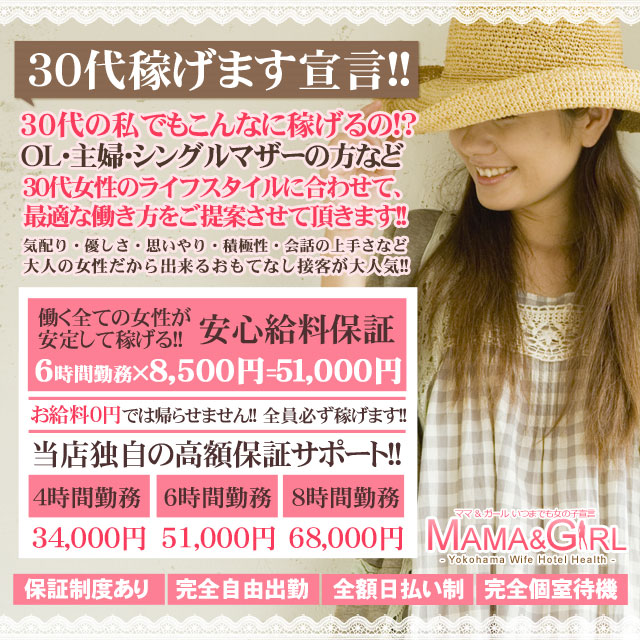 30代稼げます宣言!!
30代の私でもこんなに稼げるの!?
OL・主婦・シングルマザーの方など
30代女性のライフスタイルに合わせて、
最適な働き方をご提案させて頂きます!!
気配り・優しさ・思いやり・積極性・会話の上手さなど
大人の女性だから出来るおもてなし接客が大人気!!
働く全ての女性が
安定して稼げる!!
安心給料保証
6時間勤務×8,500円=51,000円
お給料0円では帰らせません!! 全員必ず稼げます!!
当店独自の高額保証サポート!!
4時間勤務 6時間勤務 8時間勤務
34,000円 51,000円 68,000円
ママ&ガール いつまでも女の子宣言
MAMA&GIRL
- Yokohama Wife Hotel Health -
保証制度あり 完全自由出勤 全額日払い制 完全個室待機